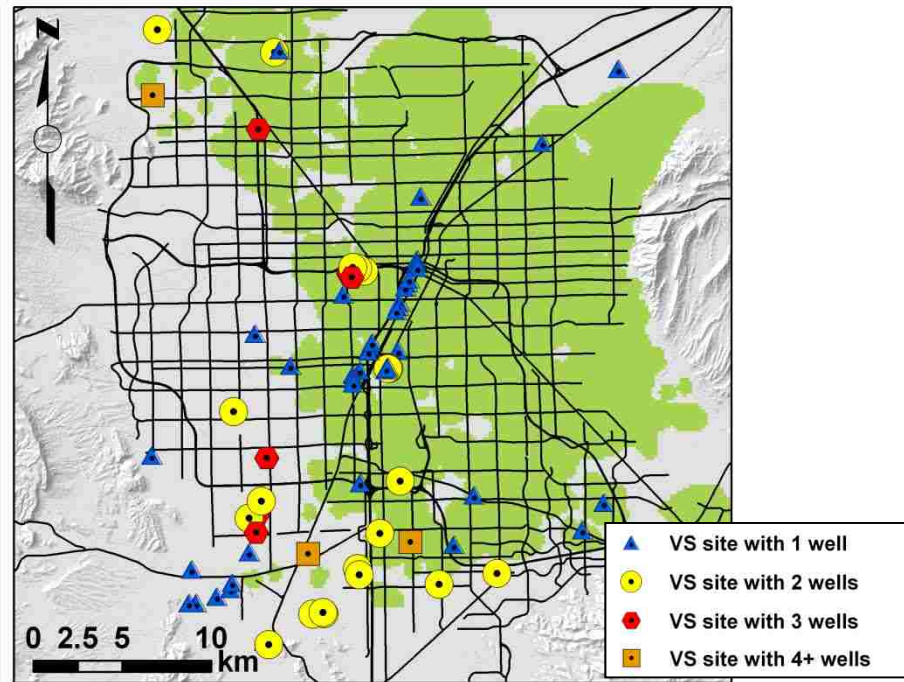 N
VS site with 1 well
VS site with 2 wells
VS site with 3 wells
VS site with 4+ wells
0 2.5 5 10
km